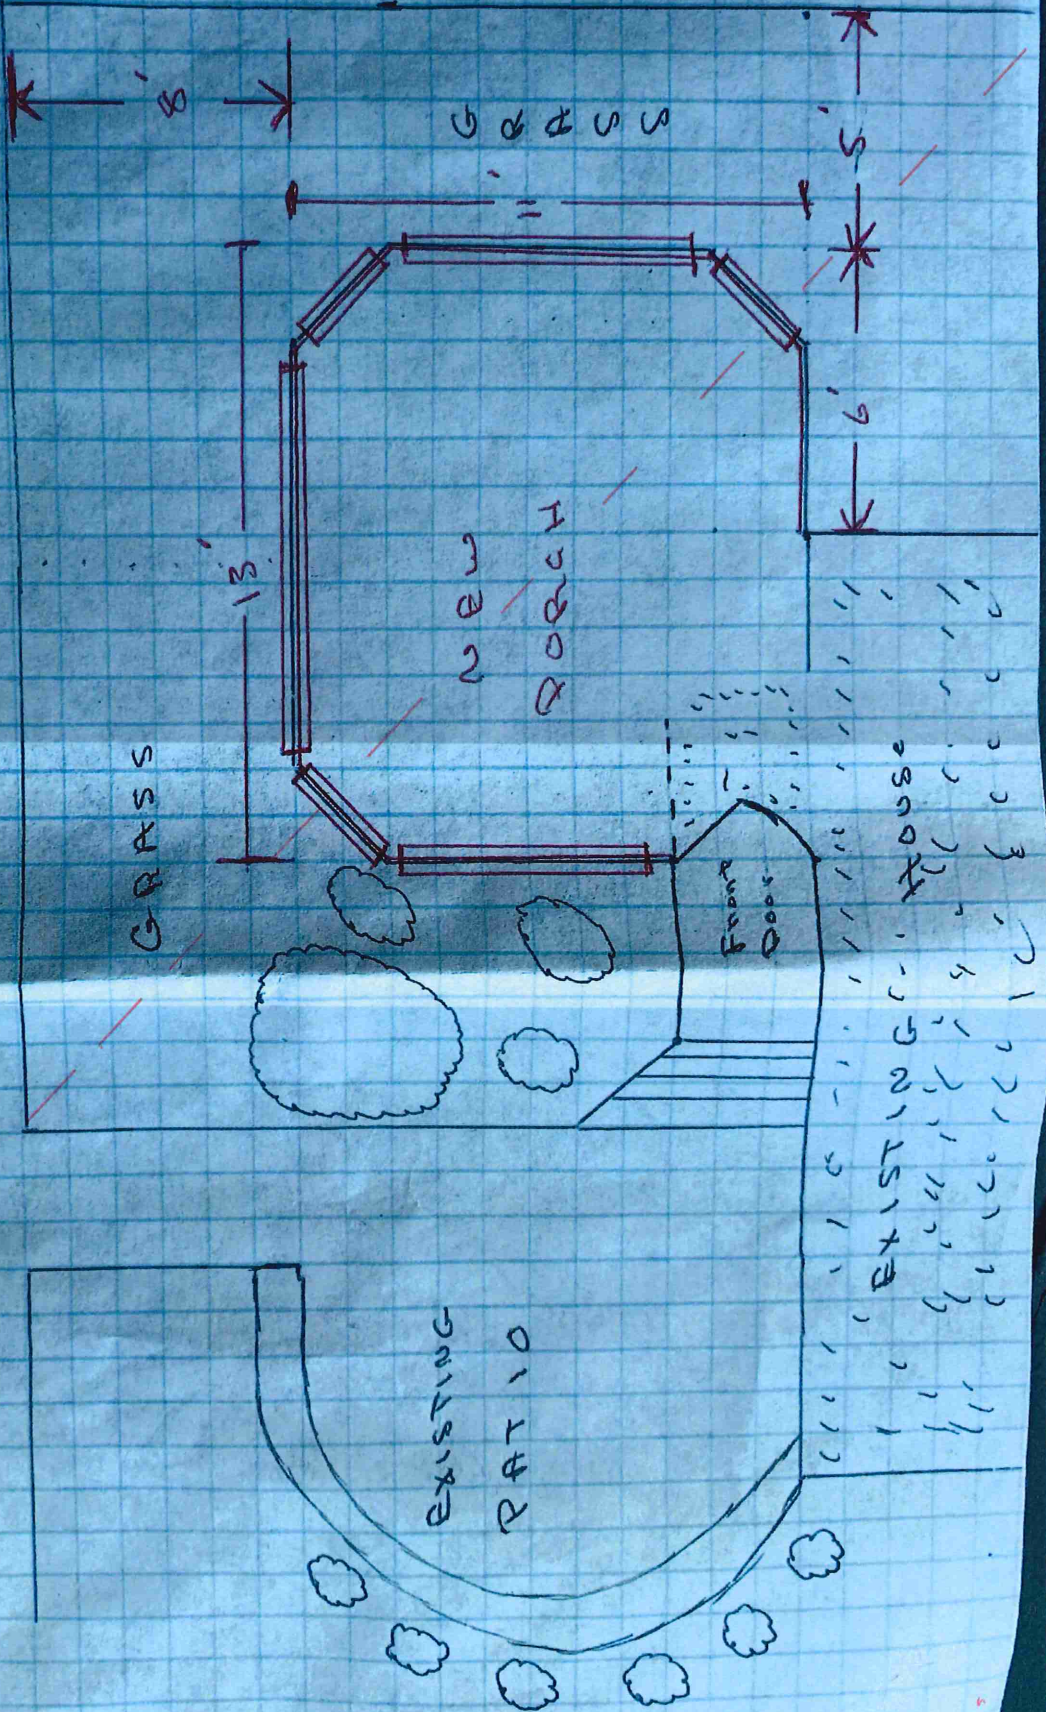 GRASS
8'
13'
EXISTING
PATIO
NEW
PORCH
11'
GRASS
Front
Door
6'
5'
EXISTING HOUSE